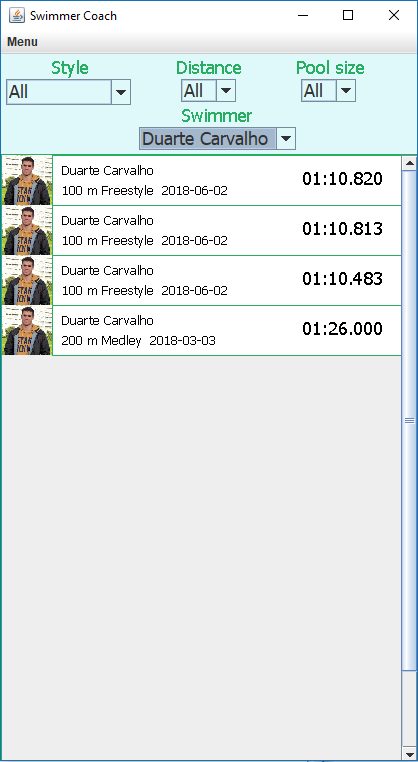 Swimmer Coach
Menu
Style Distance Pool size
All All All
Swimmer
Duarte Carvalho
Duarte Carvalho
100 m Freestyle 2018-06-02
01:10.820
Duarte Carvalho
100 m Freestyle 2018-06-02
01:10.813
Duarte Carvalho
100 m Freestyle 2018-06-02
01:10.483
Duarte Carvalho
200 m Medley 2018-03-03
01:26.000